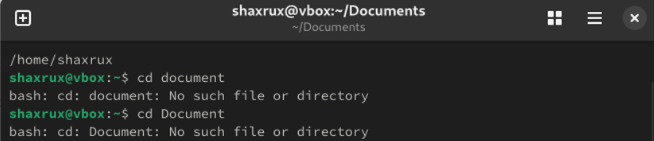 shaxrux@vbox:~/Documents
~/Documents
/home/shaxrux
shaxrux@vbox:~$ cd document
bash: cd: document: No such file or directory
shaxrux@vbox:~$ cd Document
bash: cd: Document: No such file or directory